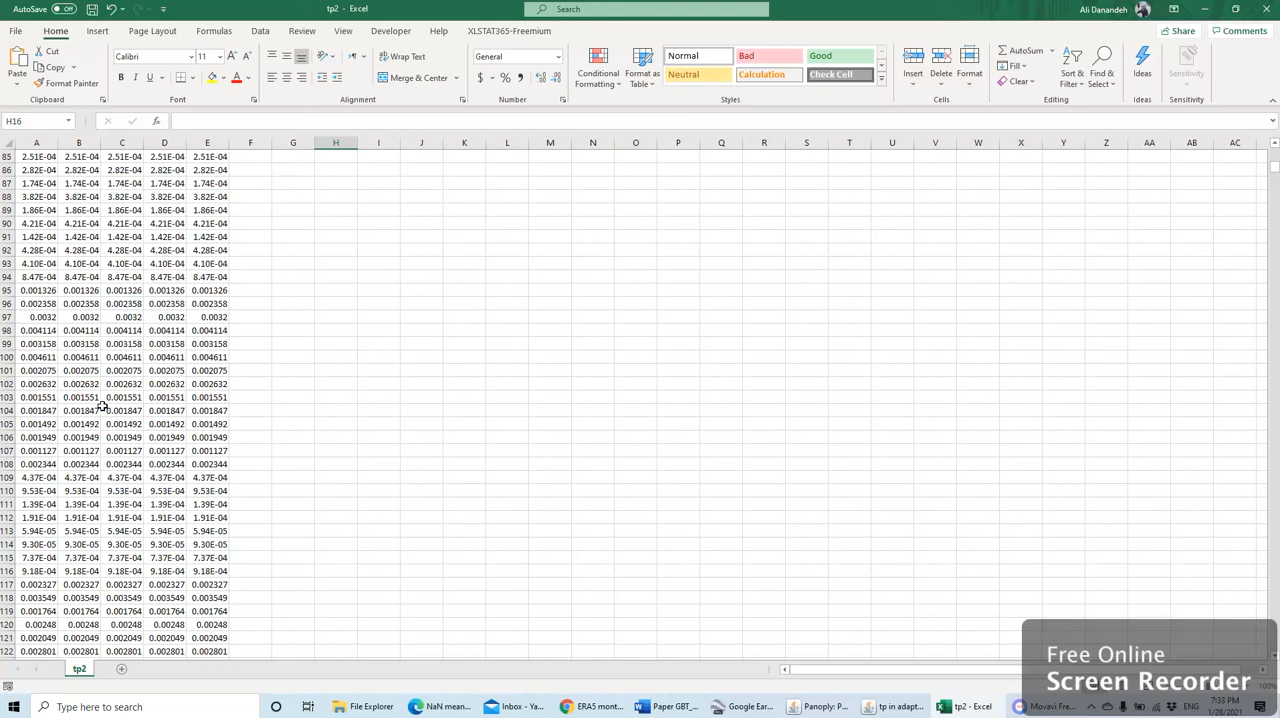 AutoSave Off tp2 - Excel Search Ali Danandeh
File Home Insert Page Layout Formulas Data Review View Developer Help XLSTAT365-Freemium Share Comments
Paste Cut Copy Format Painter Clipboard
Calibri 11 B I U Font
Wrap Text Merge & Center Alignment
General $ % Number
Conditional Formatting Format as Table Normal Bad Good Neutral Calculation Check Cell Styles
Insert Delete Format Cells
AutoSum Fill Clear Sort & Filter Find & Select Editing
Ideas Ideas
Sensitivity Sensitivity
H16 fx
A B C D E F G H I J K L M N O P Q R S T U V W X Y Z AA AB AC
85 2.51E-04 2.51E-04 2.51E-04 2.51E-04 2.51E-04
86 2.82E-04 2.82E-04 2.82E-04 2.82E-04 2.82E-04
87 1.74E-04 1.74E-04 1.74E-04 1.74E-04 1.74E-04
88 3.82E-04 3.82E-04 3.82E-04 3.82E-04 3.82E-04
89 1.86E-04 1.86E-04 1.86E-04 1.86E-04 1.86E-04
90 4.21E-04 4.21E-04 4.21E-04 4.21E-04 4.21E-04
91 1.42E-04 1.42E-04 1.42E-04 1.42E-04 1.42E-04
92 4.28E-04 4.28E-04 4.28E-04 4.28E-04 4.28E-04
93 4.10E-04 4.10E-04 4.10E-04 4.10E-04 4.10E-04
94 8.47E-04 8.47E-04 8.47E-04 8.47E-04 8.47E-04
95 0.001326 0.001326 0.001326 0.001326 0.001326
96 0.002358 0.002358 0.002358 0.002358 0.002358
97 0.0032 0.0032 0.0032 0.0032 0.0032
98 0.004114 0.004114 0.004114 0.004114 0.004114
99 0.003158 0.003158 0.003158 0.003158 0.003158
100 0.004611 0.004611 0.004611 0.004611 0.004611
101 0.002075 0.002075 0.002075 0.002075 0.002075
102 0.002632 0.002632 0.002632 0.002632 0.002632
103 0.001551 0.001551 0.001551 0.001551 0.001551
104 0.001847 0.001847 0.001847 0.001847 0.001847
105 0.001492 0.001492 0.001492 0.001492 0.001492
106 0.001949 0.001949 0.001949 0.001949 0.001949
107 0.001127 0.001127 0.001127 0.001127 0.001127
108 0.002344 0.002344 0.002344 0.002344 0.002344
109 4.37E-04 4.37E-04 4.37E-04 4.37E-04 4.37E-04
110 9.53E-04 9.53E-04 9.53E-04 9.53E-04 9.53E-04
111 1.39E-04 1.39E-04 1.39E-04 1.39E-04 1.39E-04
112 1.91E-04 1.91E-04 1.91E-04 1.91E-04 1.91E-04
113 5.94E-05 5.94E-05 5.94E-05 5.94E-05 5.94E-05
114 9.30E-05 9.30E-05 9.30E-05 9.30E-05 9.30E-05
115 7.37E-04 7.37E-04 7.37E-04 7.37E-04 7.37E-04
116 9.18E-04 9.18E-04 9.18E-04 9.18E-04 9.18E-04
117 0.002327 0.002327 0.002327 0.002327 0.002327
118 0.003549 0.003549 0.003549 0.003549 0.003549
119 0.001764 0.001764 0.001764 0.001764 0.001764
120 0.00248 0.00248 0.00248 0.00248 0.00248
121 0.002049 0.002049 0.002049 0.002049 0.002049
122 0.002801 0.002801 0.002801 0.002801 0.002801
Free Online
Screen Recorder
tp2
100%
Type here to search File Explorer NaN mean... Inbox - Ya... ERA5 mont... Paper GBT_... Google Ear... Panoply: P... tp in adapt... tp2 - Excel Movavi Fre... 7:33 PM
1/28/2021